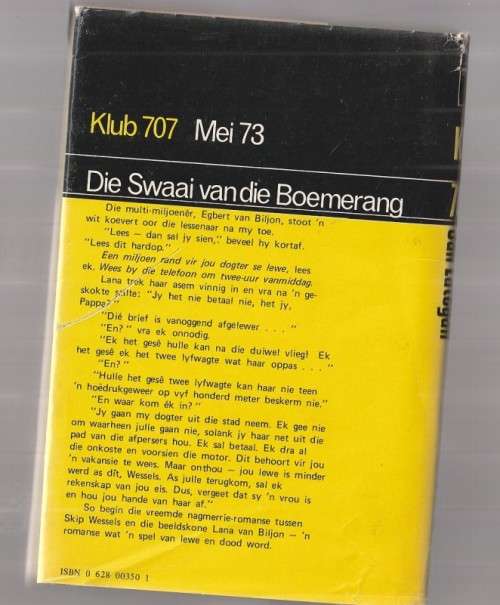 Klub 707 Mei 73
Die Swaai van die Boemerang
Die multi-miljoenêr, Egbert van Biljon, stoot 'n
wit koevert oor die lessenaar na my toe.
"Lees — dan sal jy sien," beveel hy kortaf.
"Lees dit hardop."
Een miljoen rand vir jou dogter se lewe, lees
ek. Wees by die telefoon om twee-uur vanmiddag.
Lana trek haar asem vinnig in en vra na 'n ge-
skokte stilte: "Jy het nie betaal nie, het jy,
Pappa?"
"Dié brief is vanoggend afgelewer . . . "
"En?" vra ek onnodig.
"Ek het gesê hulle kan na die duiwel vlieg! Ek
het gesê ek het twee lyfwagte wat haar oppas . . . "
"En?"
"Hulle het gesê twee lyfwagte kan haar nie teen
'n hoëdrukgeweer op vyf honderd meter beskerm nie."
"En waar kom ék in?"
"Jy gaan my dogter uit die stad neem. Ek gee nie
om waarheen julle gaan nie, solank jy haar net uit die
pad van die afpersers hou. Ek sal betaal. Ek dra al
die onkoste en voorsien die motor. Dit behoort vir jou
'n vakansie te wees. Maar onthou — jou lewe is minder
werd as dít, Wessels. As julle terugkom, sal ek
rekenskap van jou eis. Dus, vergeet dat sy 'n vrou is
en hou jou hande van haar af."
So begin die vreemde nagmerrie-romanse tussen
Skip Wessels en die beeldskone Lana van Biljon — 'n
romanse wat 'n spel van lewe en dood word.
ISBN 0 628 00350 1